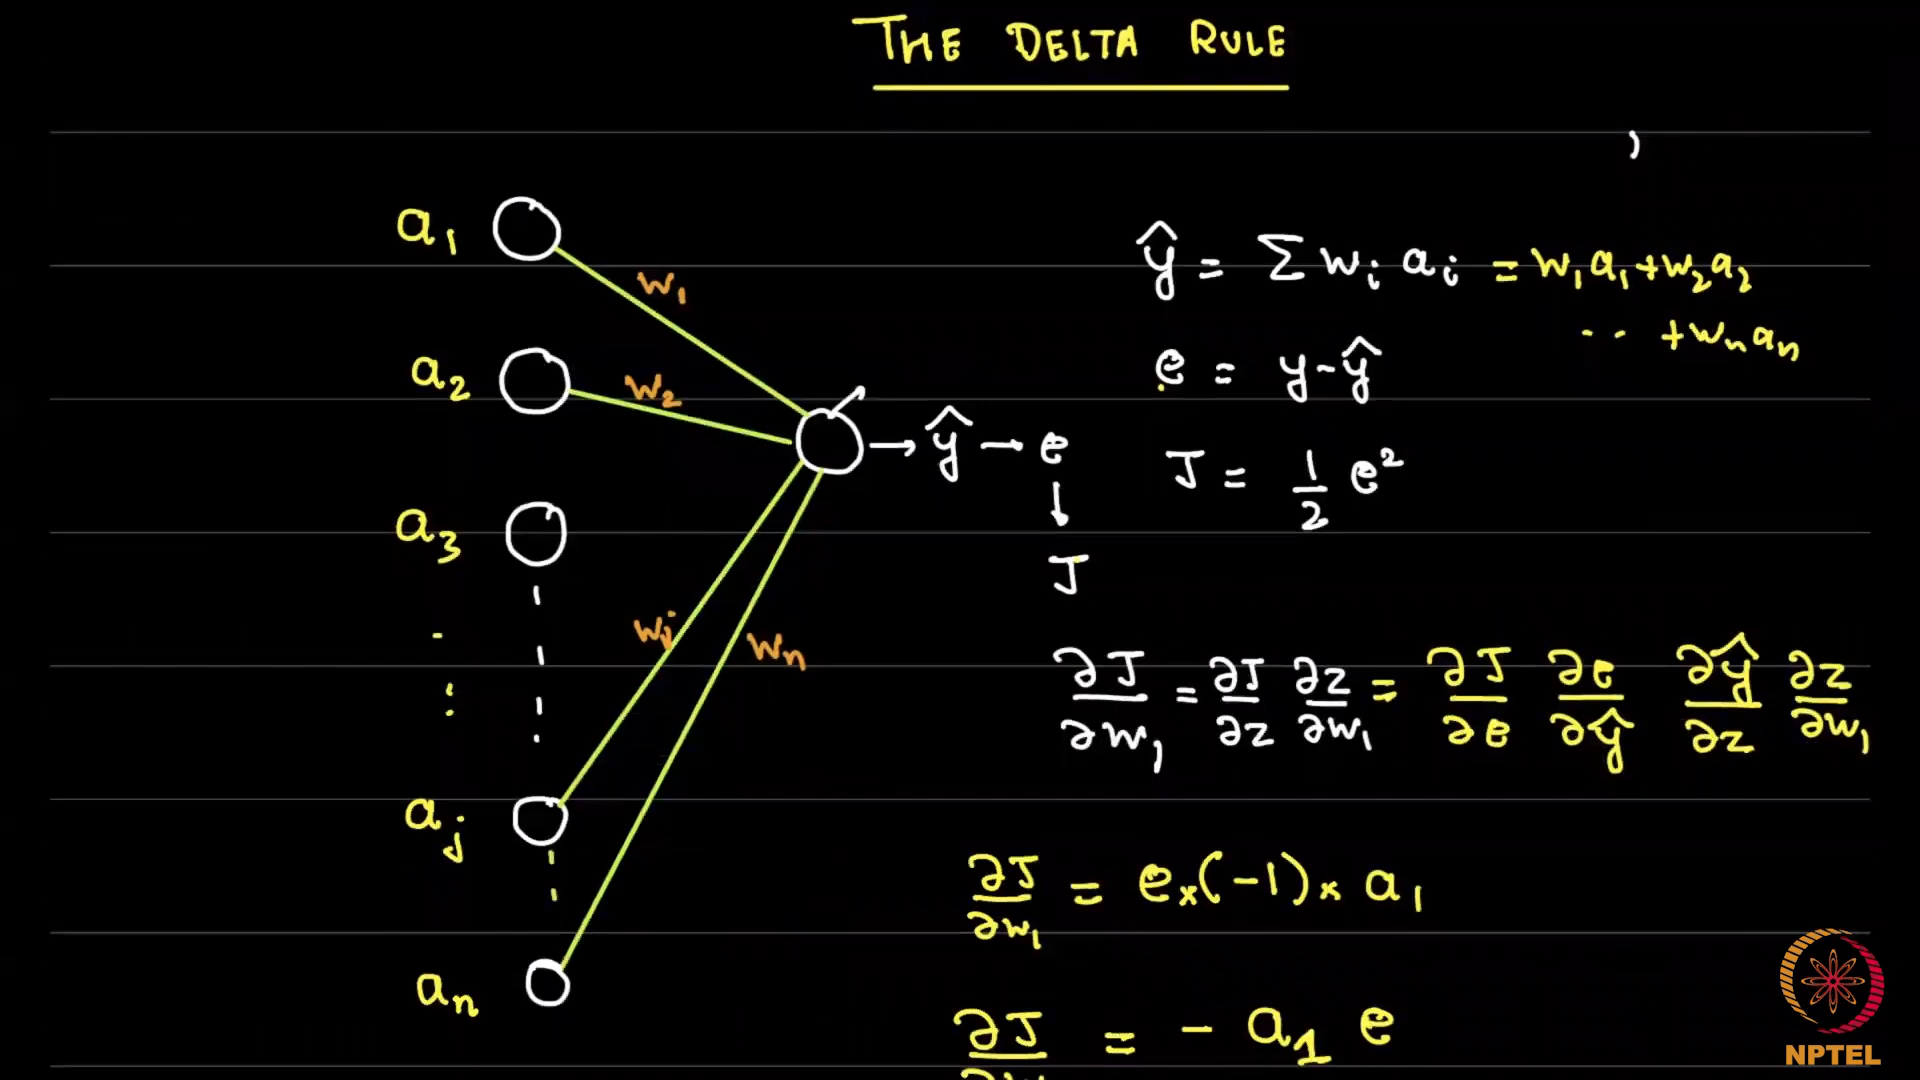 THE DELTA RULE
a₁
w₁
ŷ = Σ wᵢ aᵢ = w₁a₁+w₂a₂
.. +wₙaₙ
a₂
w₂
e = y-ŷ
→ ŷ → e
↓
J
J = 1/2 e²
a₃
wⱼ
wₙ
∂J/∂w₁ = ∂J/∂z ∂z/∂w₁ = ∂J/∂e ∂e/∂ŷ ∂ŷ/∂z ∂z/∂w₁
aⱼ
∂J/∂w₁ = e×(-1)× a₁
aₙ
∂J = - a₁ e
NPTEL